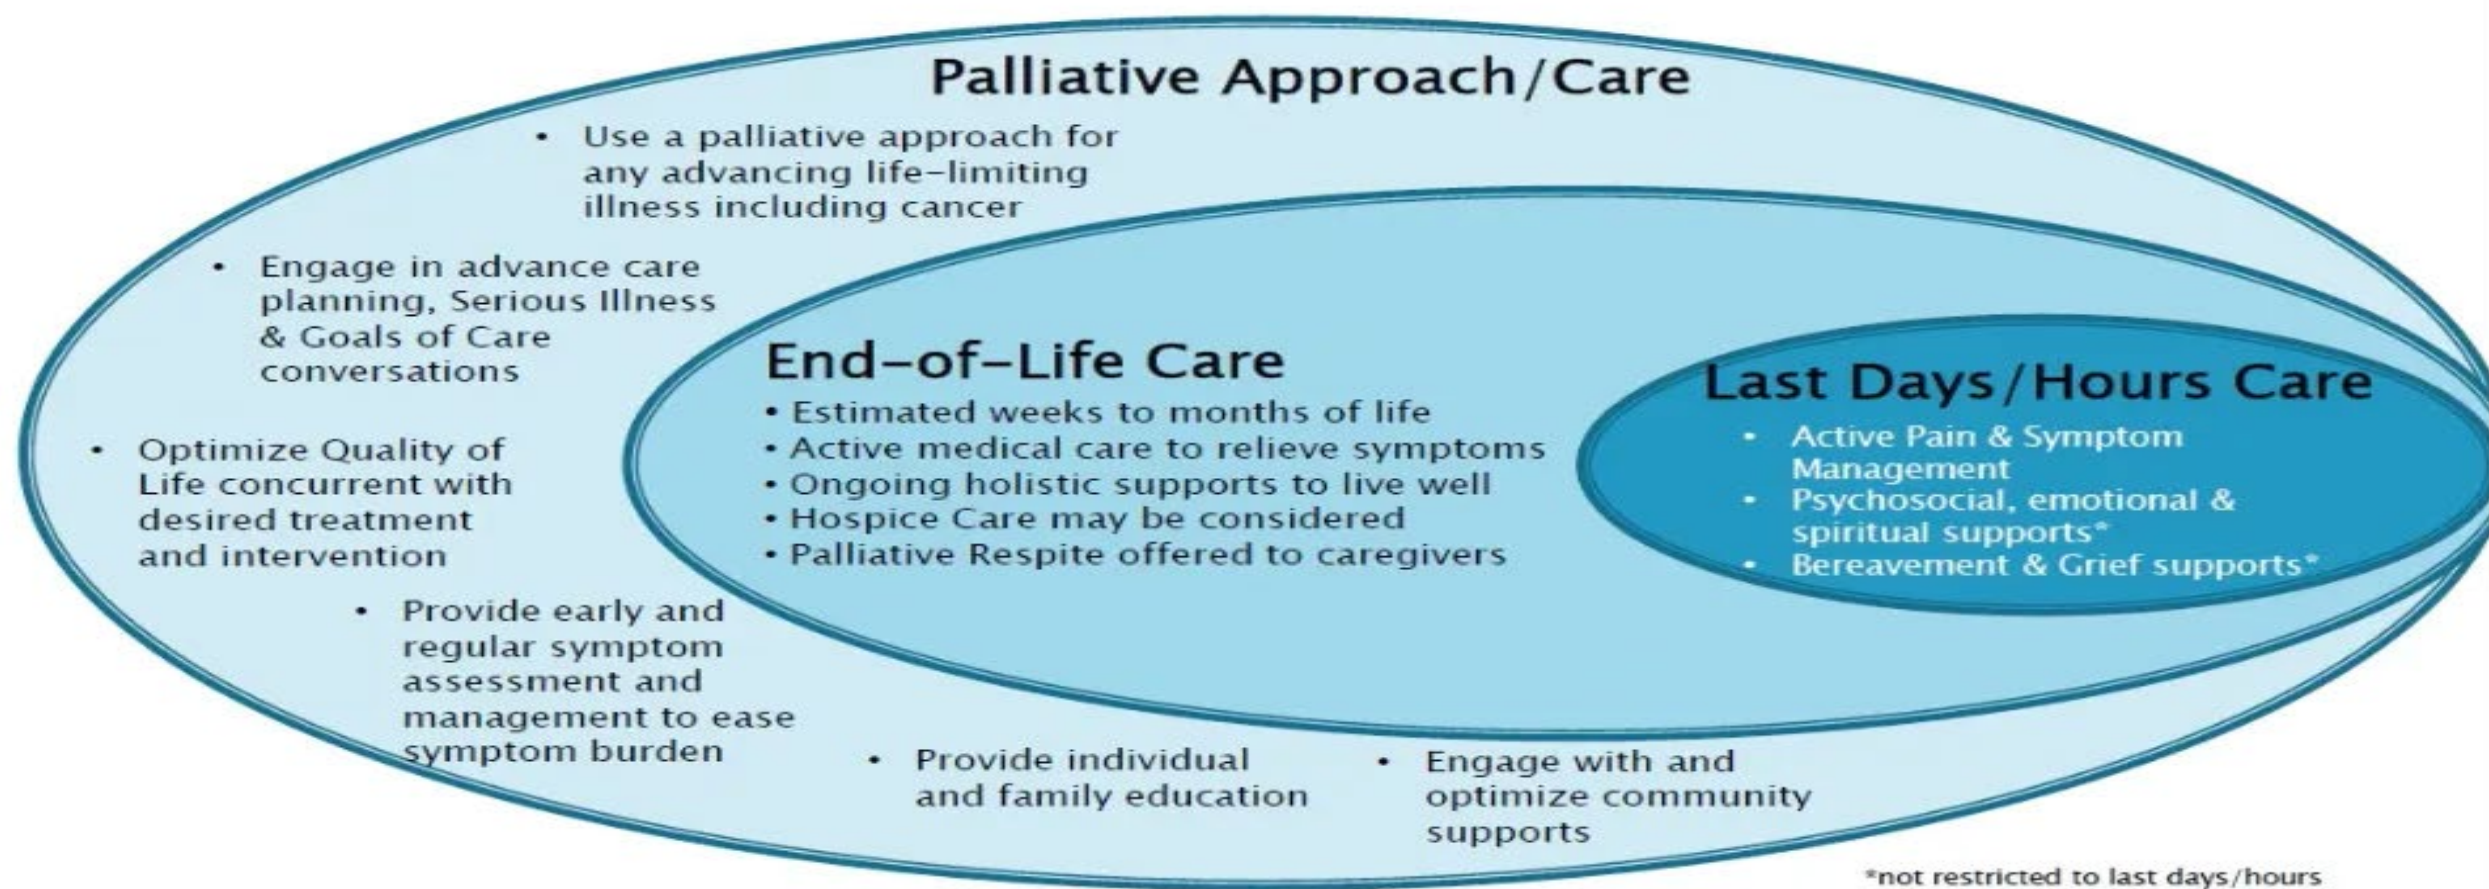 Palliative Approach/Care
• Use a palliative approach for
any advancing life-limiting
illness including cancer
• Engage in advance care
planning, Serious Illness
& Goals of Care
conversations
• Optimize Quality of
Life concurrent with
desired treatment
and intervention
• Provide early and
regular symptom
assessment and
management to ease
symptom burden
• Provide individual
and family education
• Engage with and
optimize community
supports
End-of-Life Care
• Estimated weeks to months of life
• Active medical care to relieve symptoms
• Ongoing holistic supports to live well
• Hospice Care may be considered
• Palliative Respite offered to caregivers
Last Days/Hours Care
• Active Pain & Symptom
Management
• Psychosocial, emotional &
spiritual supports*
• Bereavement & Grief supports*
*not restricted to last days/hours